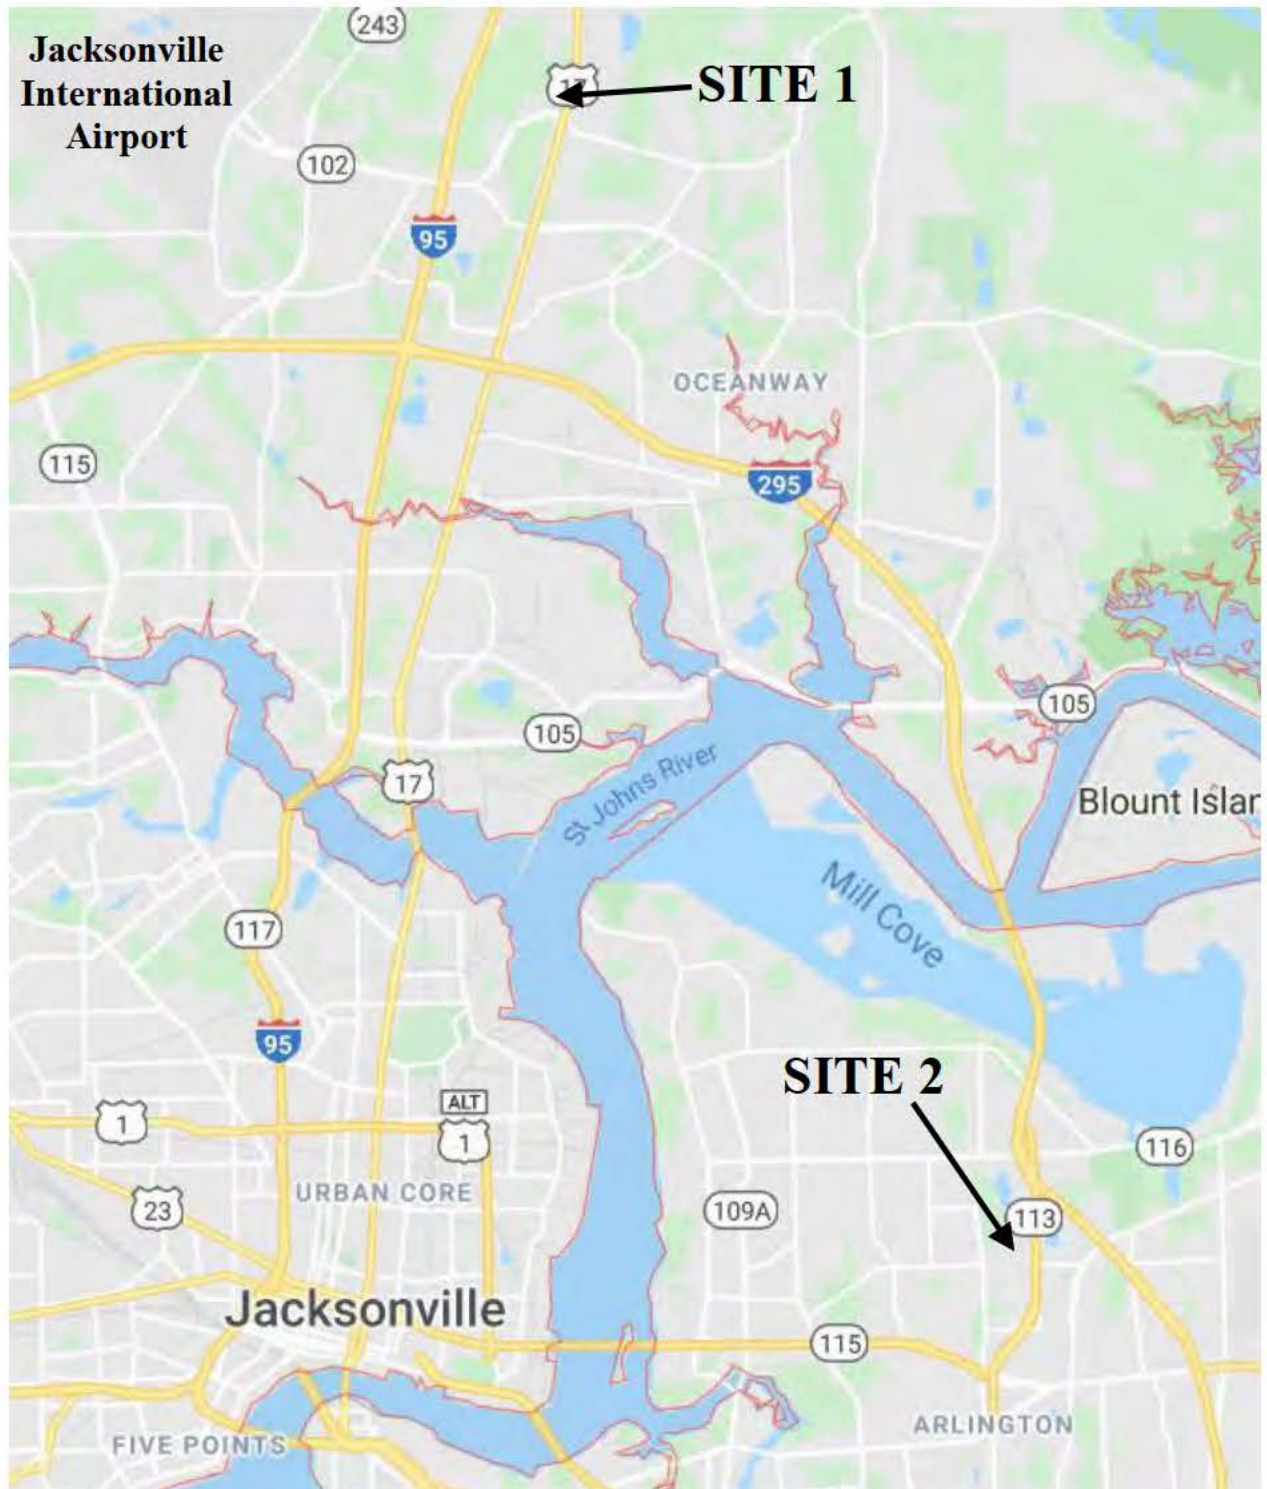 243
Jacksonville
International
Airport
17
SITE 1
102
95
OCEANWAY
115
295
105
105
17
St Johns River
Blount Islan
Mill Cove
117
95
SITE 2
ALT
1
1
116
URBAN CORE
23
109A
113
Jacksonville
115
ARLINGTON
FIVE POINTS